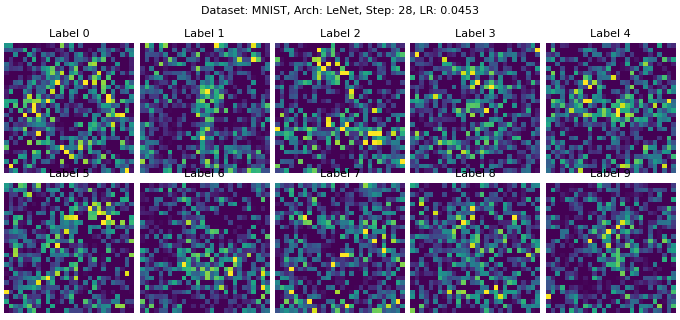 Dataset: MNIST, Arch: LeNet, Step: 28, LR: 0.0453
Label 0 Label 1 Label 2 Label 3 Label 4
Label 5 Label 6 Label 7 Label 8 Label 9